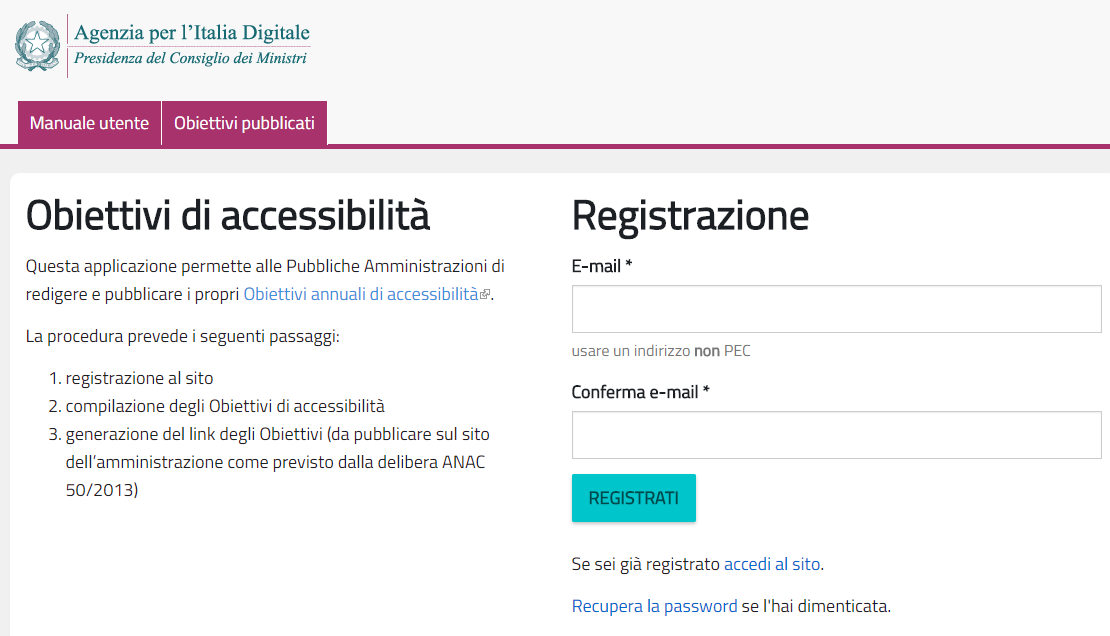 Agenzia per l'Italia Digitale
Presidenza del Consiglio dei Ministri
Manuale utente
Obiettivi pubblicati
Obiettivi di accessibilità
Questa applicazione permette alle Pubbliche Amministrazioni di
redigere e pubblicare i propri Obiettivi annuali di accessibilità.
La procedura prevede i seguenti passaggi:
1. registrazione al sito
2. compilazione degli Obiettivi di accessibilità
3. generazione del link degli Obiettivi (da pubblicare sul sito
dell'amministrazione come previsto dalla delibera ANAC
50/2013)
Registrazione
E-mail *
usare un indirizzo non PEC
Conferma e-mail *
REGISTRATI
Se sei già registrato accedi al sito.
Recupera la password se l'hai dimenticata.